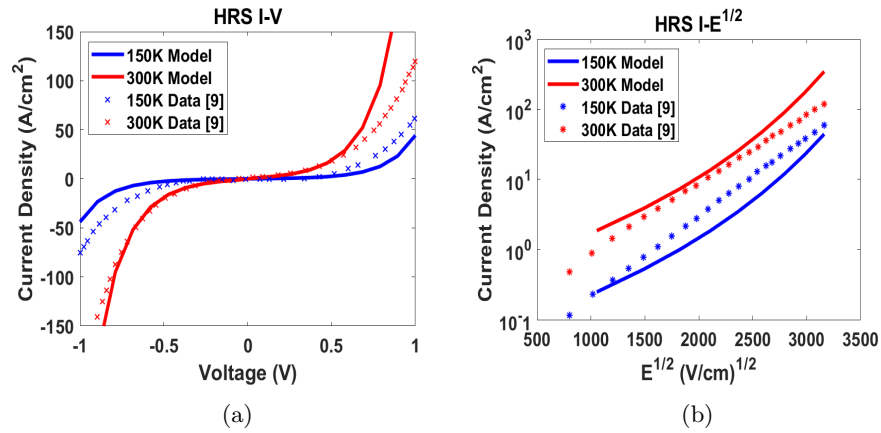 HRS I-V
150
100
50
0
-50
-100
-150
-1
-0.5
0
0.5
1
Current Density (A/cm²)
Voltage (V)
150K Model
300K Model
150K Data [9]
300K Data [9]
(a)
HRS I-E^1/2
10³
10²
10¹
10⁰
10⁻¹
500
1000
1500
2000
2500
3000
3500
Current Density (A/cm²)
E^1/2 (V/cm)^1/2
150K Model
300K Model
150K Data [9]
300K Data [9]
(b)